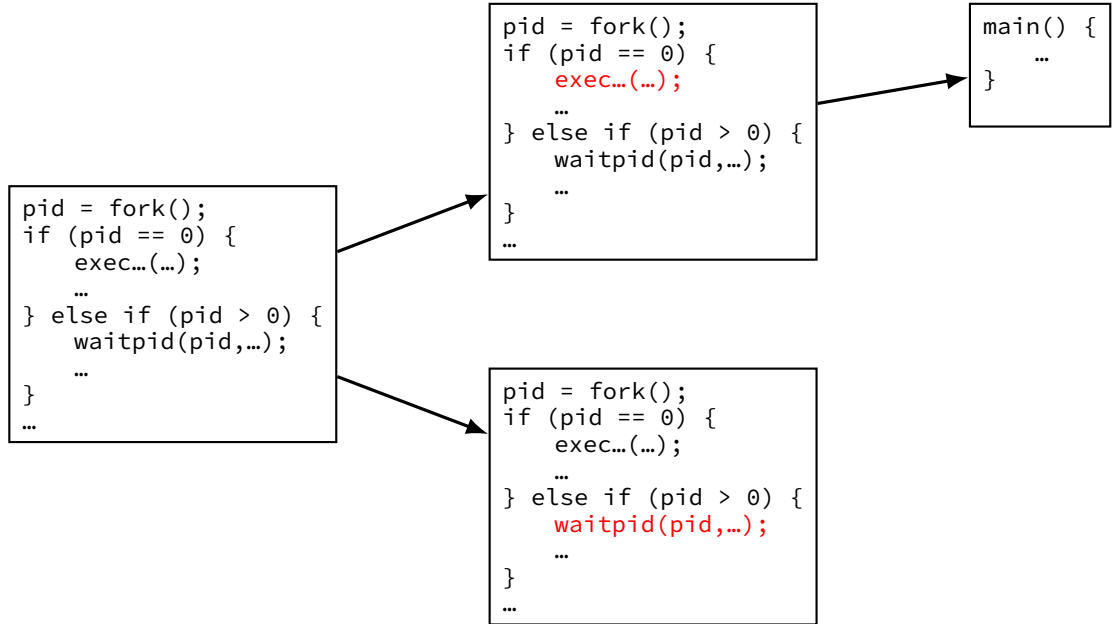 pid = fork();
if (pid == 0) {
    exec…(…);
    …
} else if (pid > 0) {
    waitpid(pid,…);
    …
}
…
pid = fork();
if (pid == 0) {
    exec…(…);
    …
} else if (pid > 0) {
    waitpid(pid,…);
    …
}
…
main() {
    …
}
pid = fork();
if (pid == 0) {
    exec…(…);
    …
} else if (pid > 0) {
    waitpid(pid,…);
    …
}
…